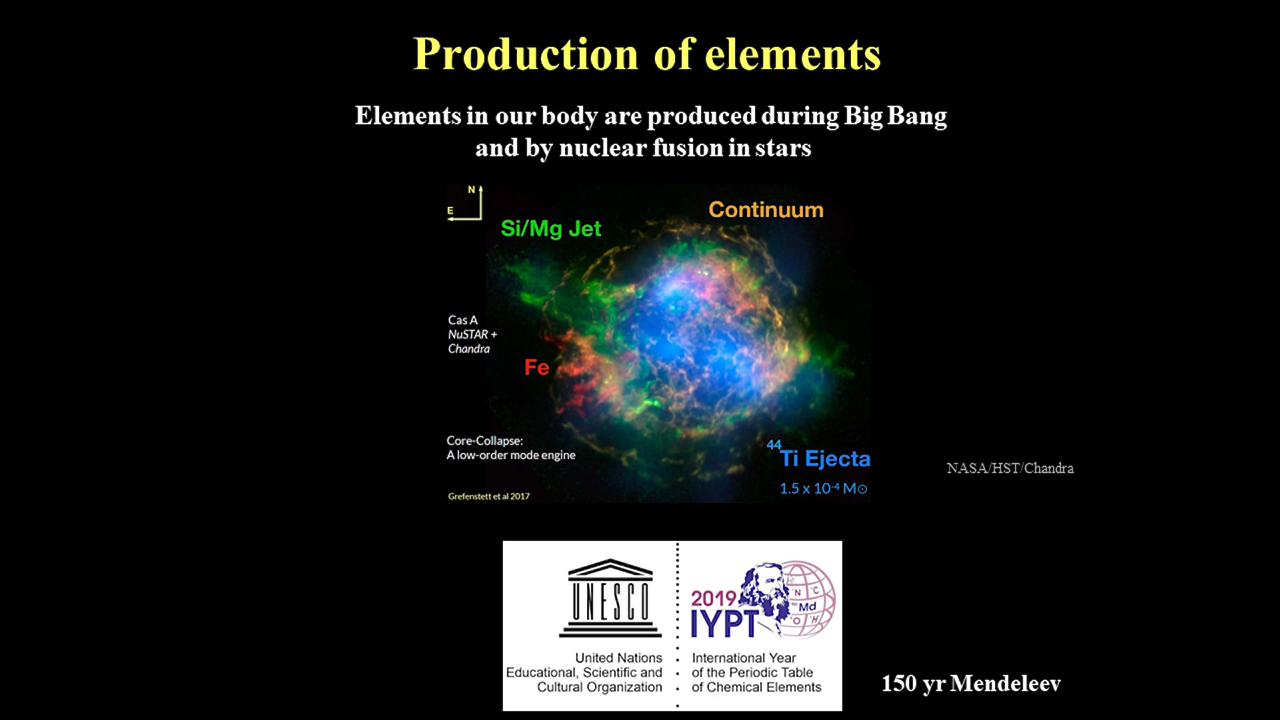 Production of elements
Elements in our body are produced during Big Bang
and by nuclear fusion in stars
N
E
Si/Mg Jet
Continuum
Cas A
NuSTAR +
Chandra
Fe
Core-Collapse:
A low-order mode engine
44Ti Ejecta
1.5 x 10-4 M⊙
Grefenstett et al 2017
NASA/HST/Chandra
UNESCO
United Nations
Educational, Scientific and
Cultural Organization
2019
IYPT
N C
Md
O H
International Year
of the Periodic Table
of Chemical Elements
150 yr Mendeleev